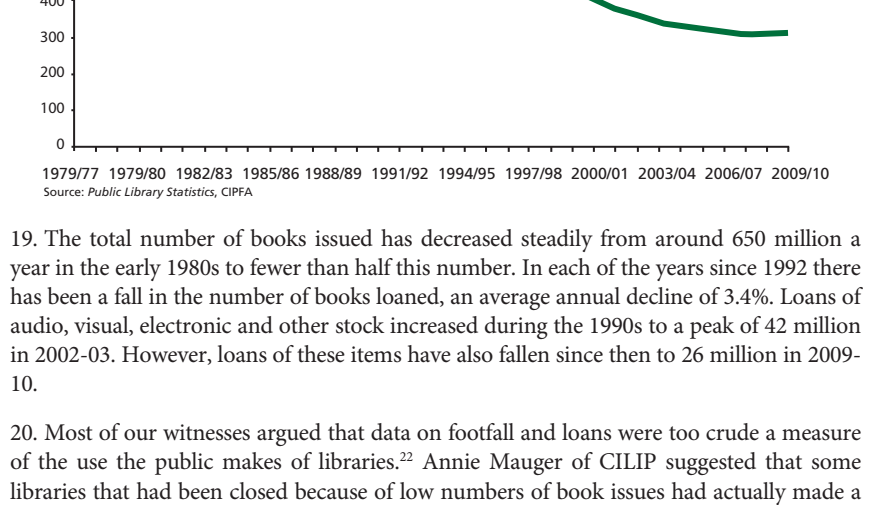 400
300
200
100
0
1979/77 1979/80 1982/83 1985/86 1988/89 1991/92 1994/95 1997/98 2000/01 2003/04 2006/07 2009/10
Source: Public Library Statistics, CIPFA
19. The total number of books issued has decreased steadily from around 650 million a
year in the early 1980s to fewer than half this number. In each of the years since 1992 there
has been a fall in the number of books loaned, an average annual decline of 3.4%. Loans of
audio, visual, electronic and other stock increased during the 1990s to a peak of 42 million
in 2002-03. However, loans of these items have also fallen since then to 26 million in 2009-
10.
20. Most of our witnesses argued that data on footfall and loans were too crude a measure
of the use the public makes of libraries.²² Annie Mauger of CILIP suggested that some
libraries that had been closed because of low numbers of book issues had actually made a